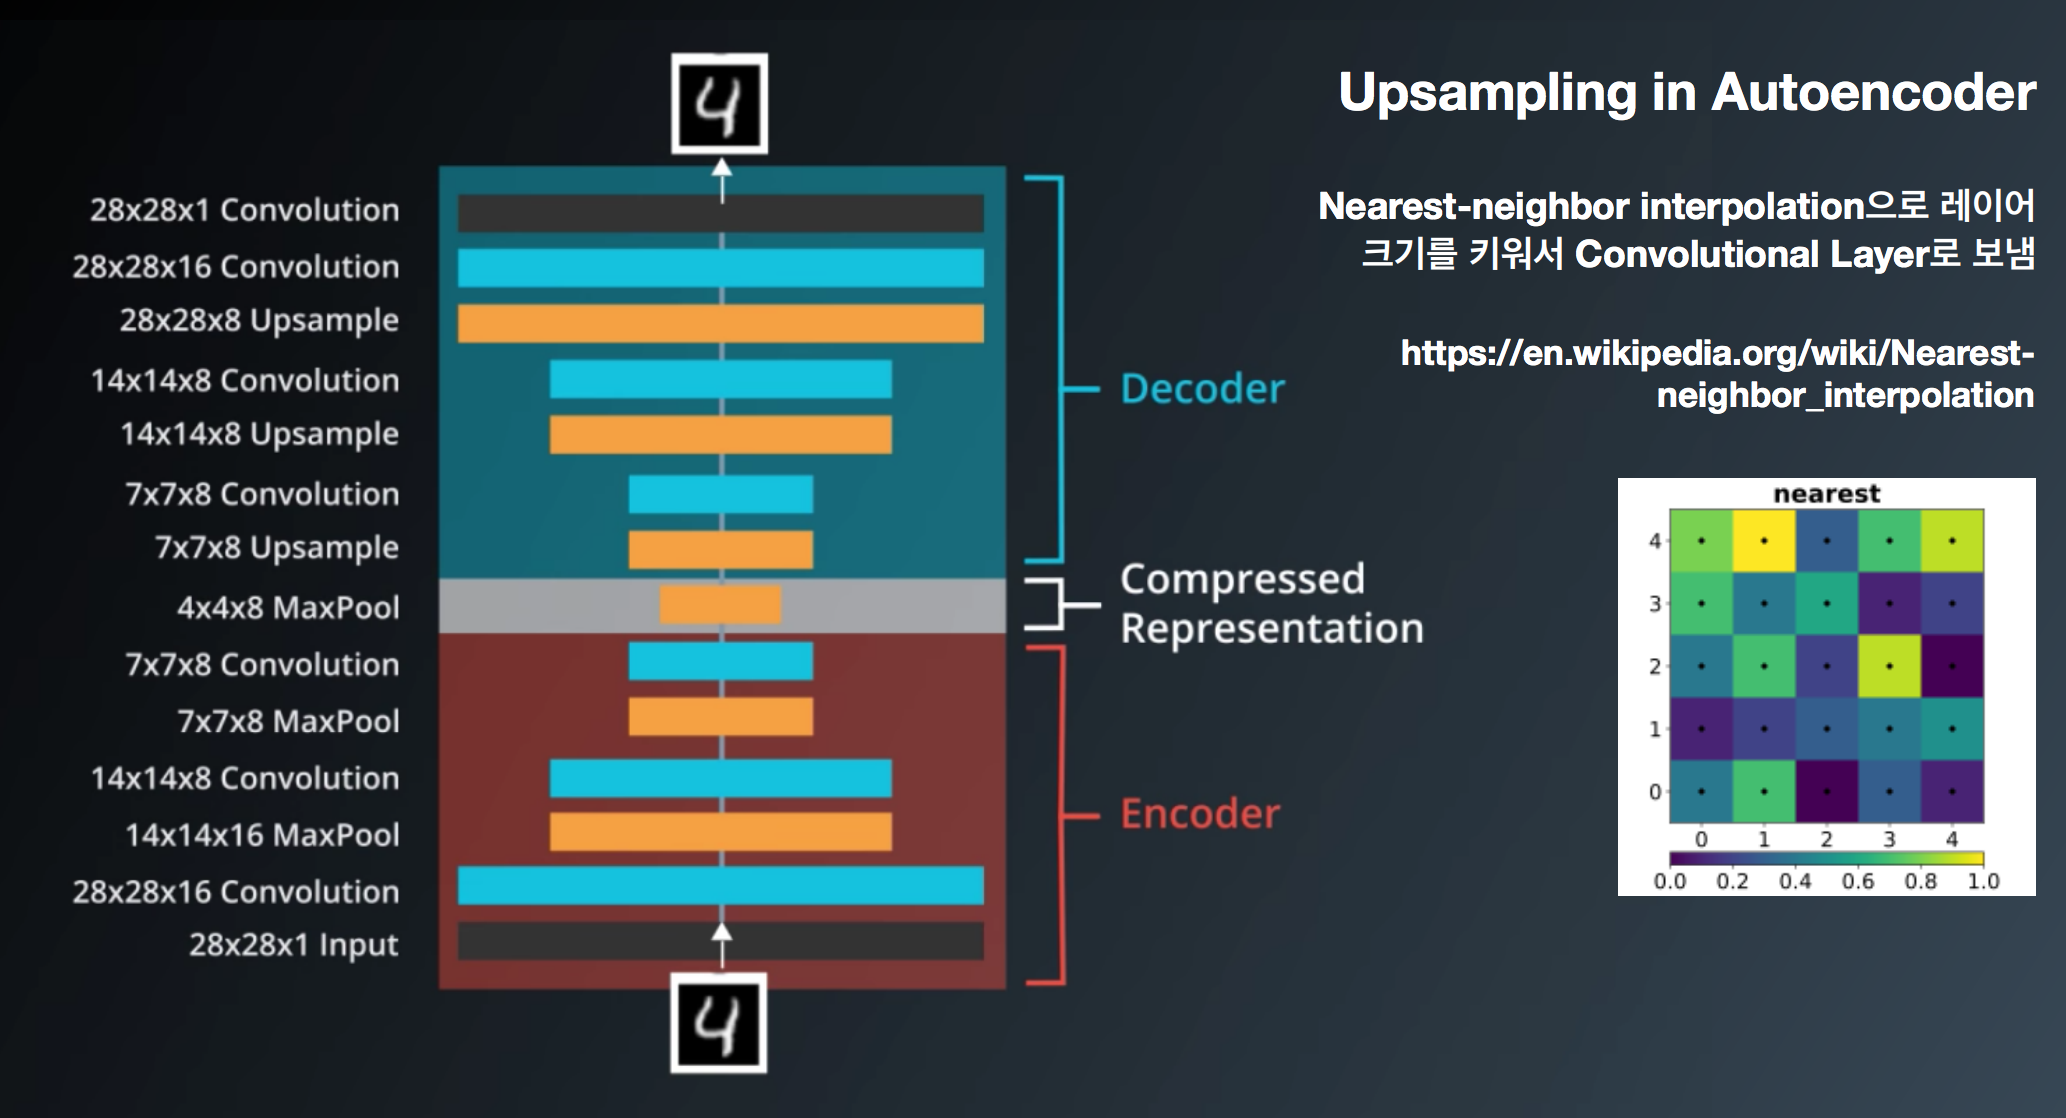 Upsampling in Autoencoder
Nearest-neighbor interpolation으로 레이어
크기를 키워서 Convolutional Layer로 보냄
https://en.wikipedia.org/wiki/Nearest-
neighbor_interpolation
4
28x28x1 Convolution
28x28x16 Convolution
28x28x8 Upsample
14x14x8 Convolution
14x14x8 Upsample
7x7x8 Convolution
7x7x8 Upsample
4x4x8 MaxPool
7x7x8 Convolution
7x7x8 MaxPool
14x14x8 Convolution
14x14x16 MaxPool
28x28x16 Convolution
28x28x1 Input
4
Decoder
Compressed
Representation
Encoder
nearest
4
3
2
1
0
0 1 2 3 4
0.0 0.2 0.4 0.6 0.8 1.0